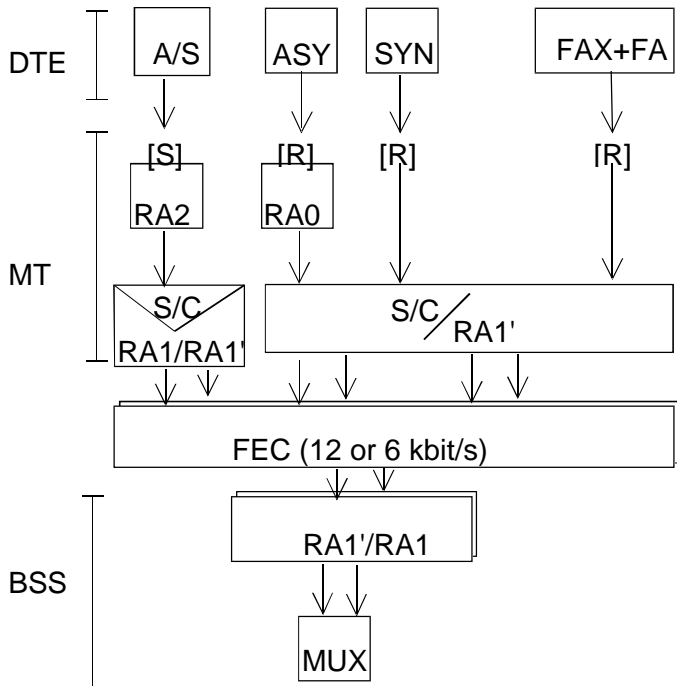 DTE
A/S
ASY
SYN
FAX+FA
MT
[S]
[R]
[R]
[R]
RA2
RA0
S/C
RA1/RA1'
S/C
RA1'
FEC (12 or 6 kbit/s)
BSS
RA1'/RA1
MUX